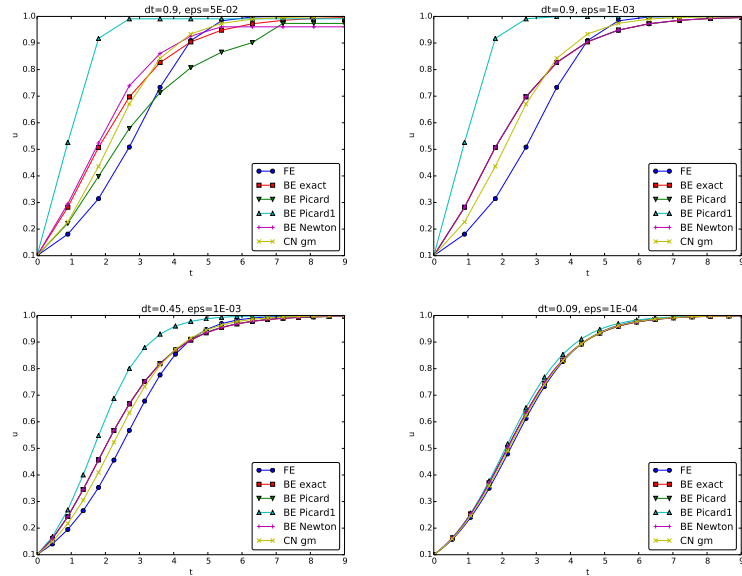 dt=0.9, eps=5E-02
1.0
0.9
0.8
0.7
0.6
u
0.5
0.4
0.3
0.2
0.1
FE
BE exact
BE Picard
BE Picard1
BE Newton
CN gm
0 1 2 3 4 5 6 7 8 9
t
dt=0.9, eps=1E-03
1.0
0.9
0.8
0.7
0.6
u
0.5
0.4
0.3
0.2
0.1
FE
BE exact
BE Picard
BE Picard1
BE Newton
CN gm
0 1 2 3 4 5 6 7 8 9
t
dt=0.45, eps=1E-03
1.0
0.9
0.8
0.7
0.6
u
0.5
0.4
0.3
0.2
0.1
FE
BE exact
BE Picard
BE Picard1
BE Newton
CN gm
0 1 2 3 4 5 6 7 8 9
t
dt=0.09, eps=1E-04
1.0
0.9
0.8
0.7
0.6
u
0.5
0.4
0.3
0.2
0.1
FE
BE exact
BE Picard
BE Picard1
BE Newton
CN gm
0 1 2 3 4 5 6 7 8 9
t